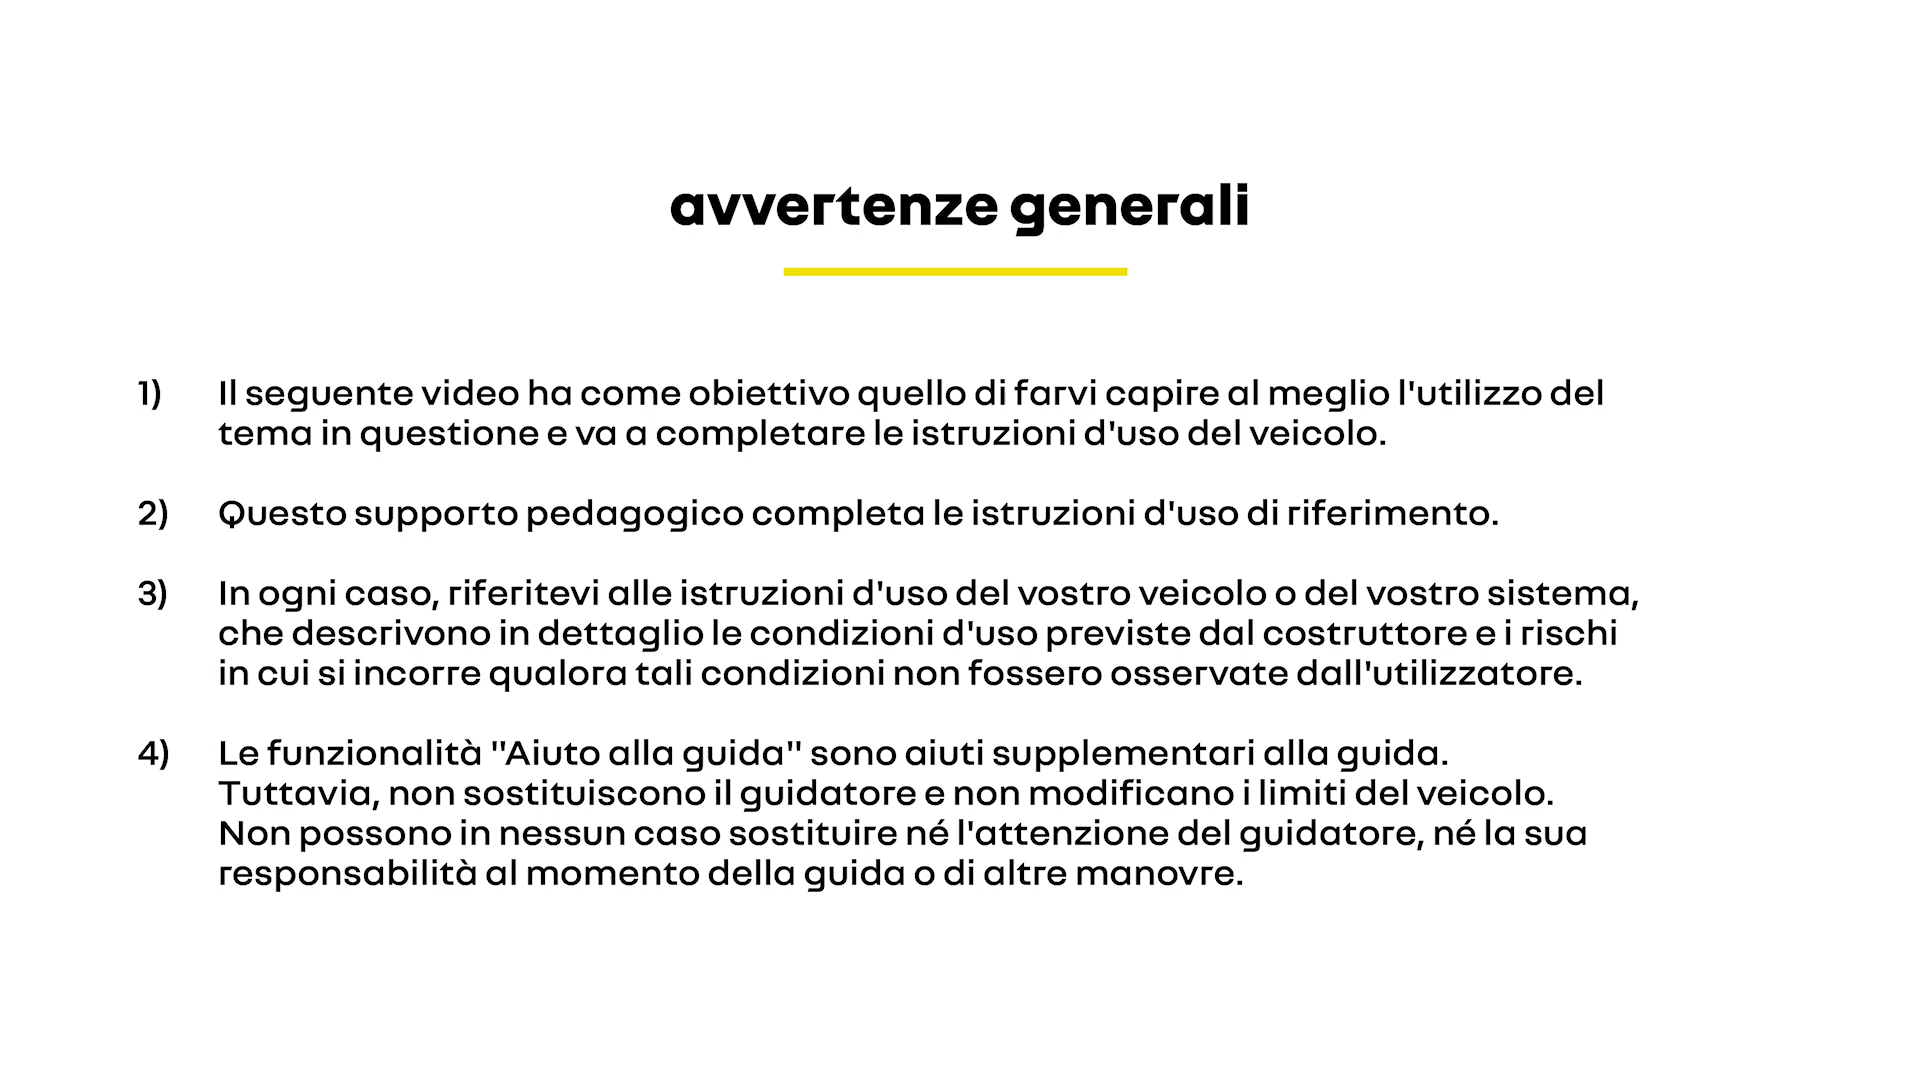 avvertenze generali
1) Il seguente video ha come obiettivo quello di farvi capire al meglio l'utilizzo del
tema in questione e va a completare le istruzioni d'uso del veicolo.
2) Questo supporto pedagogico completa le istruzioni d'uso di riferimento.
3) In ogni caso, riferitevi alle istruzioni d'uso del vostro veicolo o del vostro sistema,
che descrivono in dettaglio le condizioni d'uso previste dal costruttore e i rischi
in cui si incorre qualora tali condizioni non fossero osservate dall'utilizzatore.
4) Le funzionalità "Aiuto alla guida" sono aiuti supplementari alla guida.
Tuttavia, non sostituiscono il guidatore e non modificano i limiti del veicolo.
Non possono in nessun caso sostituire né l'attenzione del guidatore, né la sua
responsabilità al momento della guida o di altre manovre.